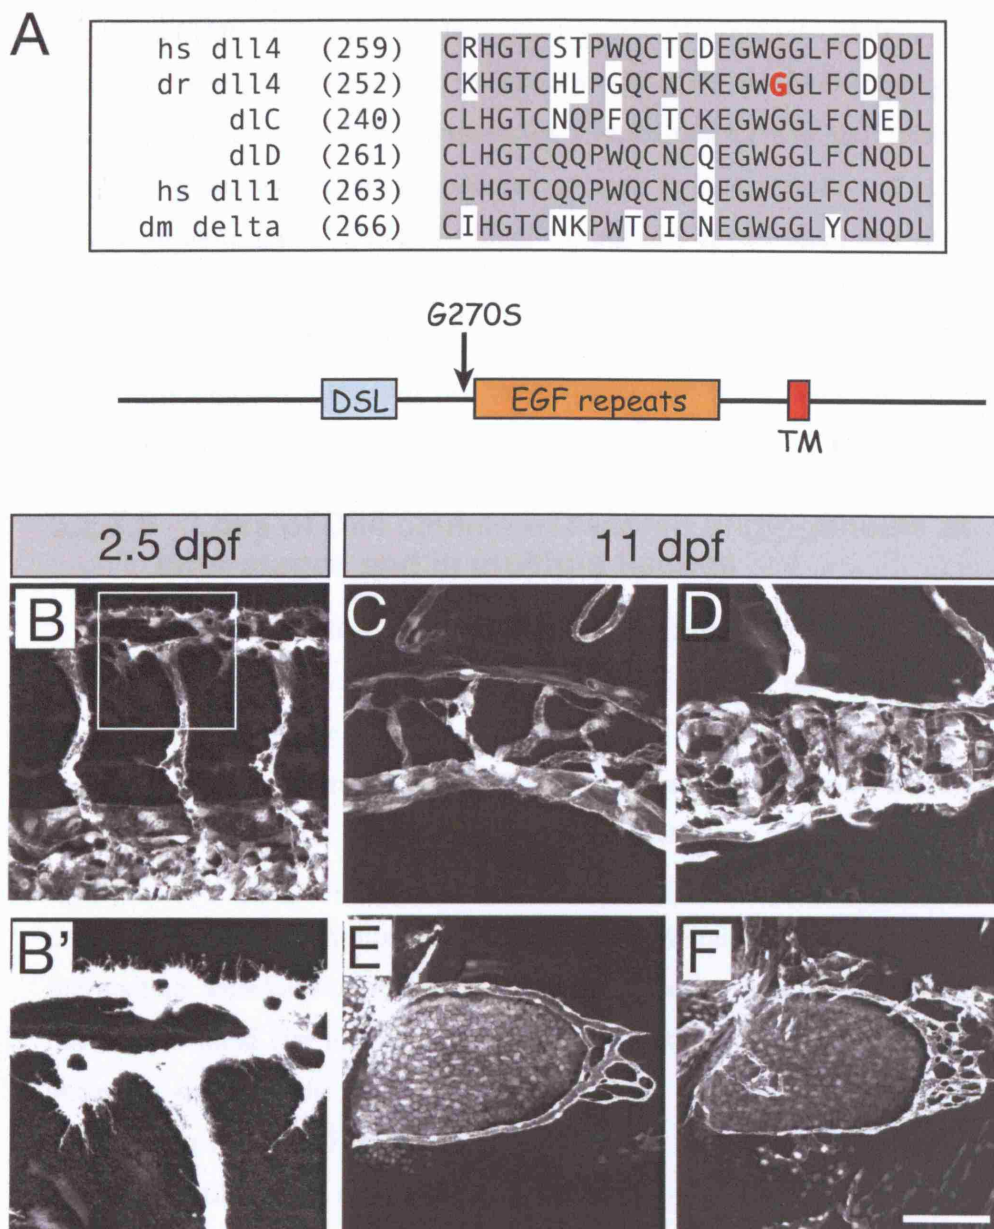 A
hs dll4 (259) CRHGTCSTPWQCTCDEGWGGLFCDQDL
dr dll4 (252) CKHGTCHLPGQCNCKEGWGGLFCDQDL
dlC (240) CLHGTCNQPFQCTCKEGWGGLFCNEDL
dlD (261) CLHGTCQQPWQCNCQEGWGGLFCNQDL
hs dll1 (263) CLHGTCQQPWQCNCQEGWGGLFCNQDL
dm delta (266) CIHGTCNKPWTCICNEGWGGLYCNQDL
G270S
DSL
EGF repeats
TM
2.5 dpf
11 dpf
B
C
D
B'
E
F